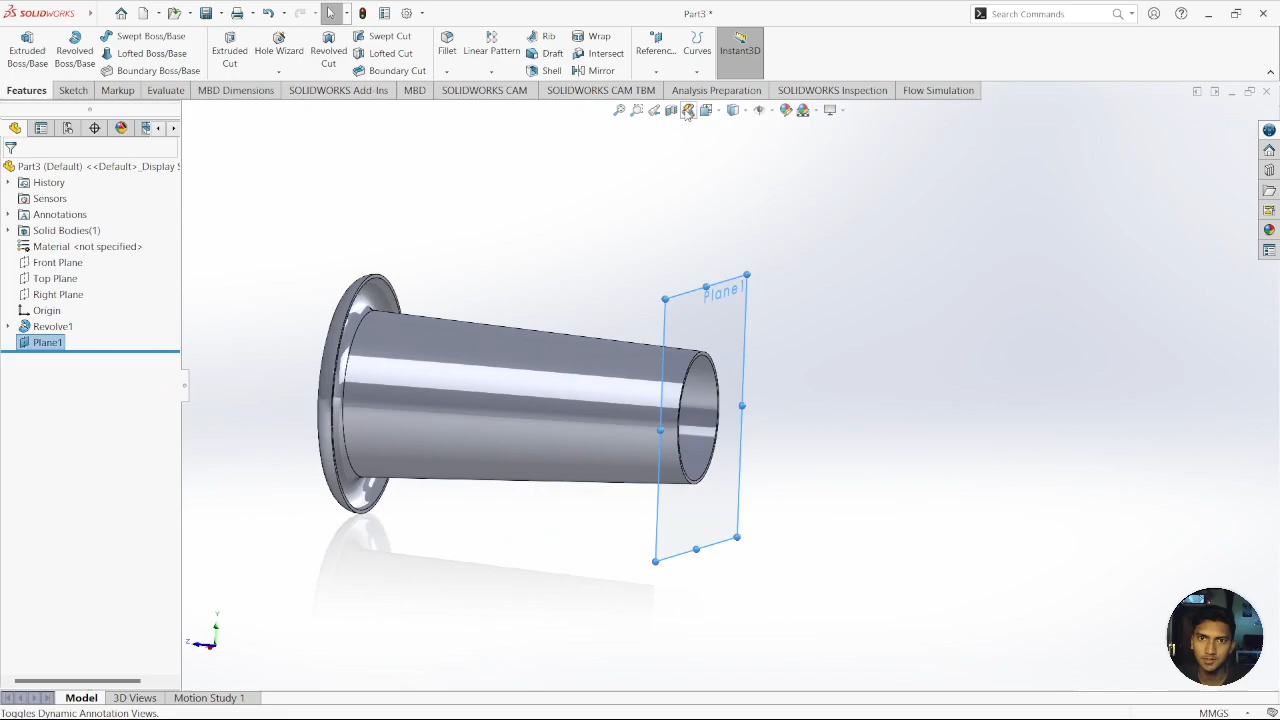 SOLIDWORKS
Part3 *
Search Commands
Extruded Boss/Base
Revolved Boss/Base
Swept Boss/Base
Lofted Boss/Base
Boundary Boss/Base
Extruded Cut
Hole Wizard
Revolved Cut
Swept Cut
Lofted Cut
Boundary Cut
Fillet
Linear Pattern
Rib
Draft
Shell
Wrap
Intersect
Mirror
Referenc...
Curves
Instant3D
Features
Sketch
Markup
Evaluate
MBD Dimensions
SOLIDWORKS Add-Ins
MBD
SOLIDWORKS CAM
SOLIDWORKS CAM TBM
Analysis Preparation
SOLIDWORKS Inspection
Flow Simulation
Part3 (Default) <<Default>_Display S
History
Sensors
Annotations
Solid Bodies(1)
Material <not specified>
Front Plane
Top Plane
Right Plane
Origin
Revolve1
Plane1
Plane1
Y
Z
Model
3D Views
Motion Study 1
Toggles Dynamic Annotation Views.
MMGS